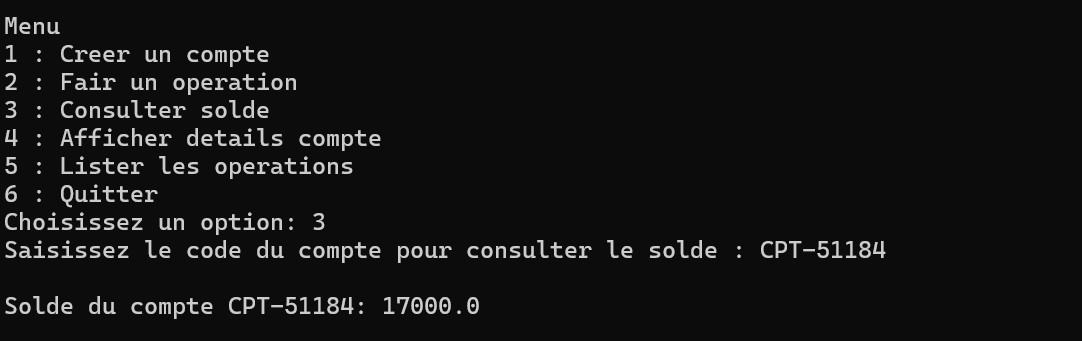 Menu
1 : Creer un compte
2 : Fair un operation
3 : Consulter solde
4 : Afficher details compte
5 : Lister les operations
6 : Quitter
Choisissez un option: 3
Saisissez le code du compte pour consulter le solde : CPT-51184
Solde du compte CPT-51184: 17000.0